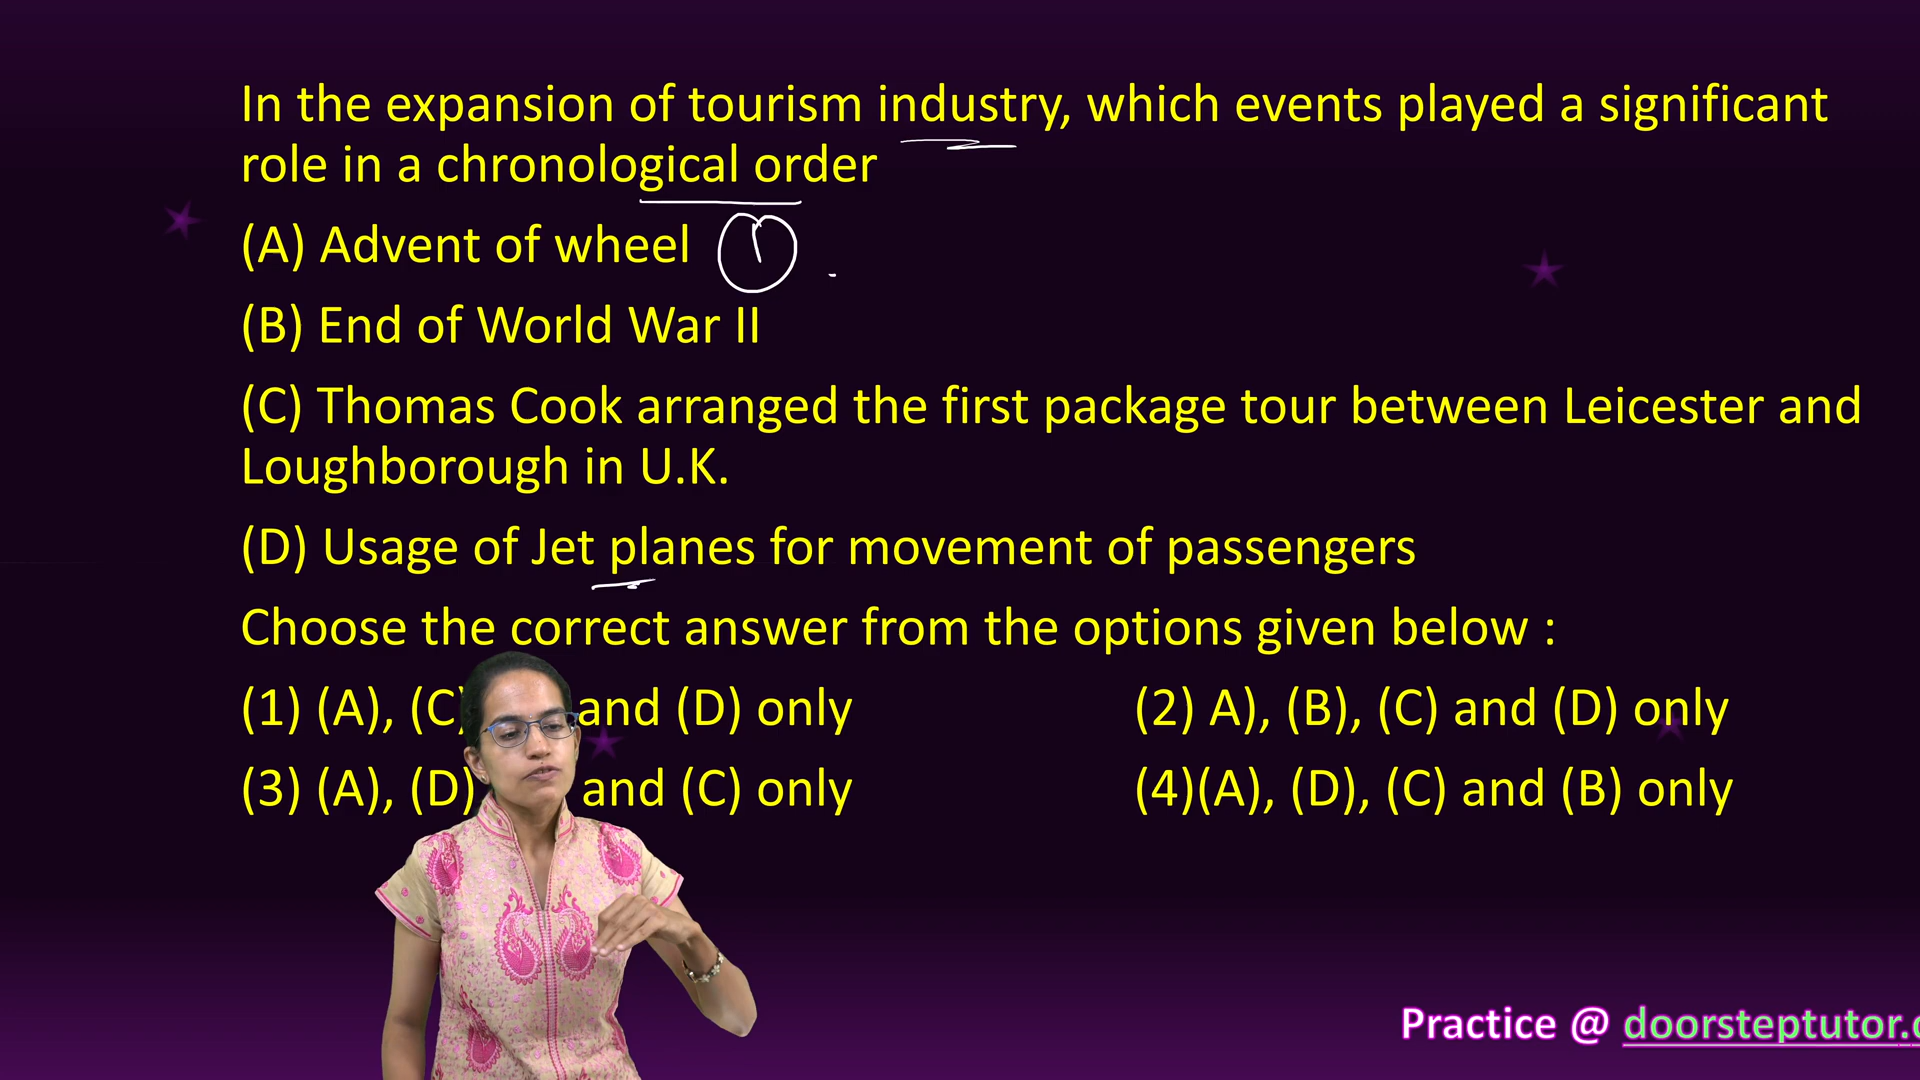 In the expansion of tourism industry, which events played a significant
role in a chronological order
(A) Advent of wheel 1
(B) End of World War II
(C) Thomas Cook arranged the first package tour between Leicester and
Loughborough in U.K.
(D) Usage of Jet planes for movement of passengers
Choose the correct answer from the options given below :
(1) (A), (C) and (D) only (2) A), (B), (C) and (D) only
(3) (A), (D) and (C) only (4)(A), (D), (C) and (B) only
Practice @ doorsteptutor.